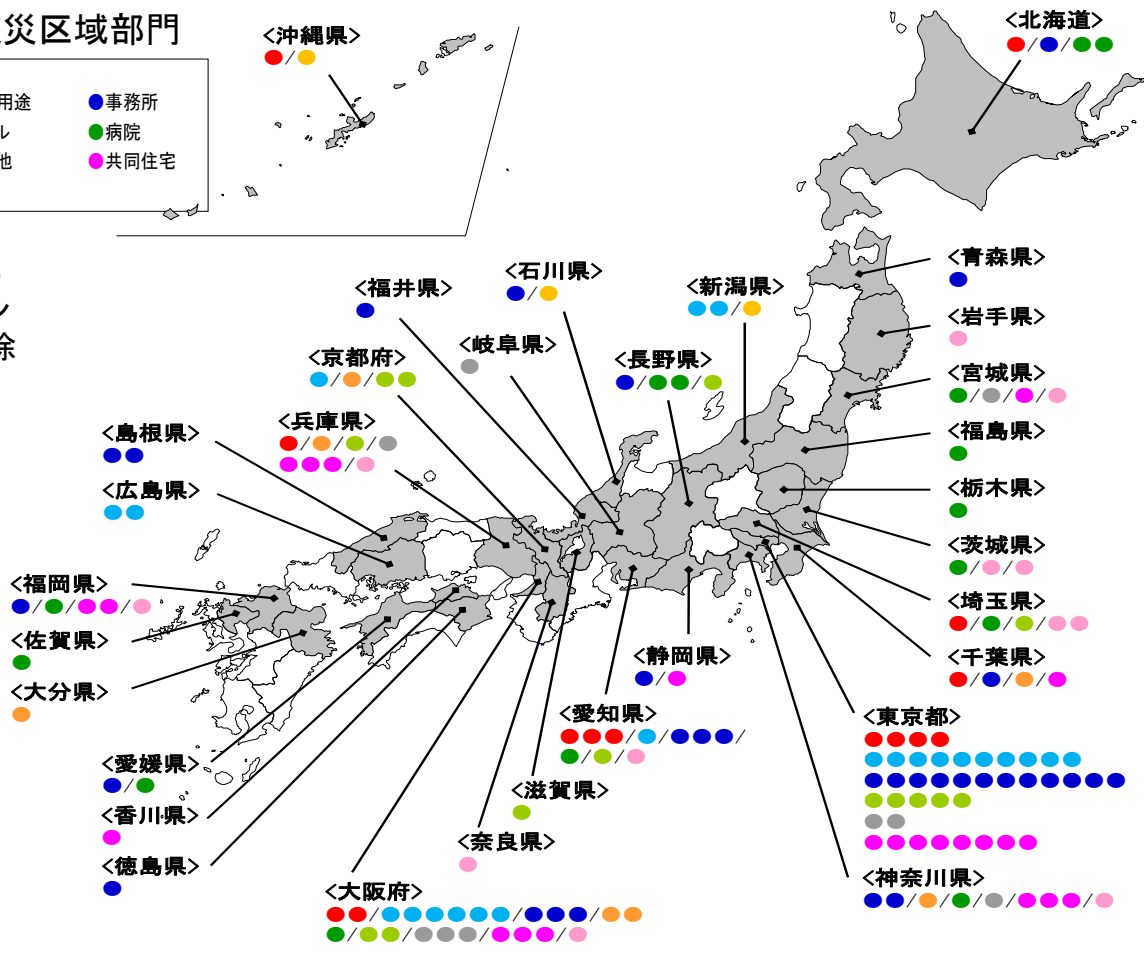 災区域部門
用途
●事務所
ル
●病院
他
●共同住宅
ン
除
<沖縄県>
/
<北海道>
/ /
<青森県>
<岩手県>
<宮城県>
/ / /
<福島県>
<栃木県>
<茨城県>
/ /
<埼玉県>
/ / /
<千葉県>
/ / /
<東京都>
<神奈川県>
/ / / / /
<新潟県>
/
<石川県>
/
<福井県>
<岐阜県>
<長野県>
/ /
<京都府>
/ /
<兵庫県>
/ / /
/
<島根県>
<広島県>
<福岡県>
/ / /
<佐賀県>
<大分県>
<愛媛県>
/
<香川県>
<徳島県>
<静岡県>
/
<愛知県>
/ / /
/ /
<滋賀県>
<奈良県>
<大阪府>
/ / /
/ / / /